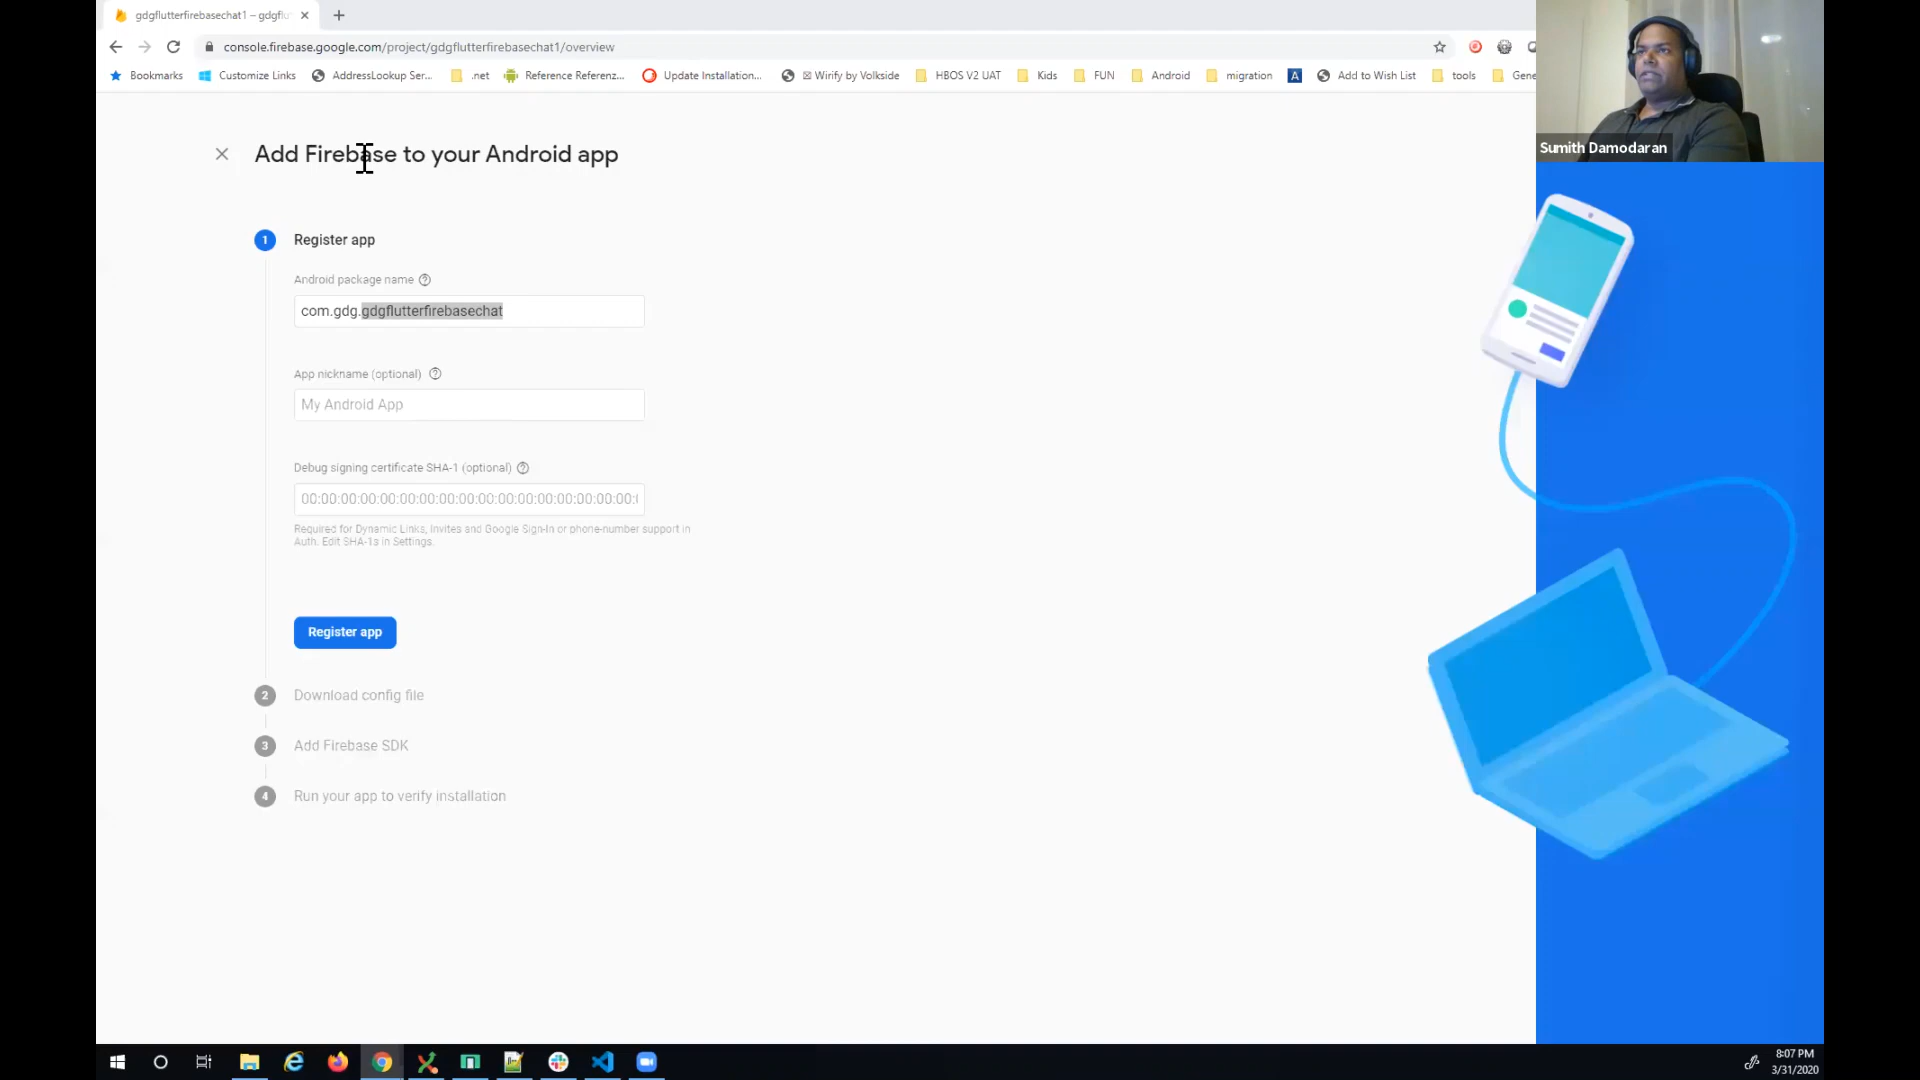 gdgflutterfirebasechat1 – gdgflu
console.firebase.google.com/project/gdgflutterfirebasechat1/overview
Bookmarks Customize Links AddressLookup Ser... .net Reference Referenz... Update Installation... Wirify by Volkside HBOS V2 UAT Kids FUN Android migration A Add to Wish List tools Gene
Sumith Damodaran
Add Firebase to your Android app
1 Register app
Android package name
com.gdg.gdgflutterfirebasechat
App nickname (optional)
My Android App
Debug signing certificate SHA-1 (optional)
00:00:00:00:00:00:00:00:00:00:00:00:00:00:00:00:00:
Required for Dynamic Links, Invites and Google Sign-In or phone-number support in
Auth. Edit SHA-1s in Settings.
Register app
2 Download config file
3 Add Firebase SDK
4 Run your app to verify installation
8:07 PM
3/31/2020